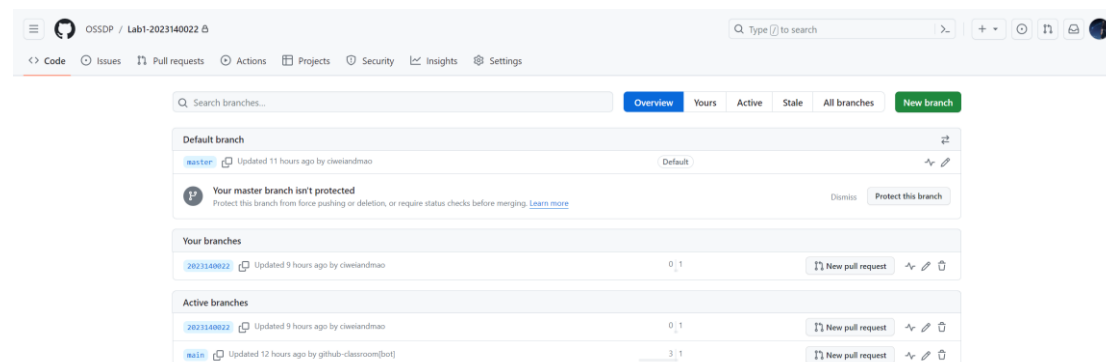 OSSDP / Lab1-2023140022
Type / to search
Code Issues Pull requests Actions Projects Security Insights Settings
Search branches...
Overview Yours Active Stale All branches New branch
Default branch
master Updated 11 hours ago by ciweiandmao Default
Your master branch isn't protected
Protect this branch from force pushing or deletion, or require status checks before merging. Learn more
Dismiss Protect this branch
Your branches
2023140022 Updated 9 hours ago by ciweiandmao 0 1 New pull request
Active branches
2023140022 Updated 9 hours ago by ciweiandmao 0 1 New pull request
main Updated 12 hours ago by github-classroom[bot] 3 1 New pull request